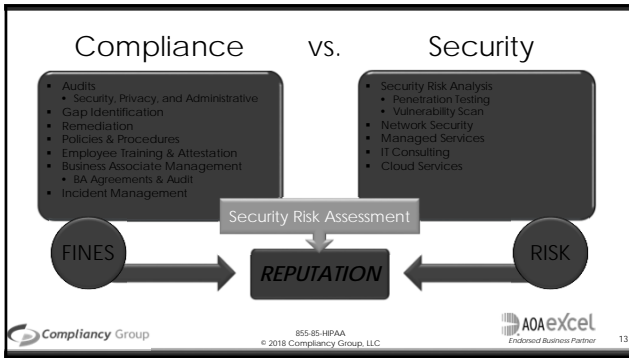 Compliance vs. Security
▪ Audits
▪ Security, Privacy, and Administrative
▪ Gap Identification
▪ Remediation
▪ Policies & Procedures
▪ Employee Training & Attestation
▪ Business Associate Management
▪ BA Agreements & Audit
▪ Incident Management
▪ Security Risk Analysis
▪ Penetration Testing
▪ Vulnerability Scan
▪ Network Security
▪ Managed Services
▪ IT Consulting
▪ Cloud Services
Security Risk Assessment
FINES
REPUTATION
RISK
Compliancy Group
855-85-HIPAA
© 2018 Compliancy Group, LLC
AOAexcel
Endorsed Business Partner
13